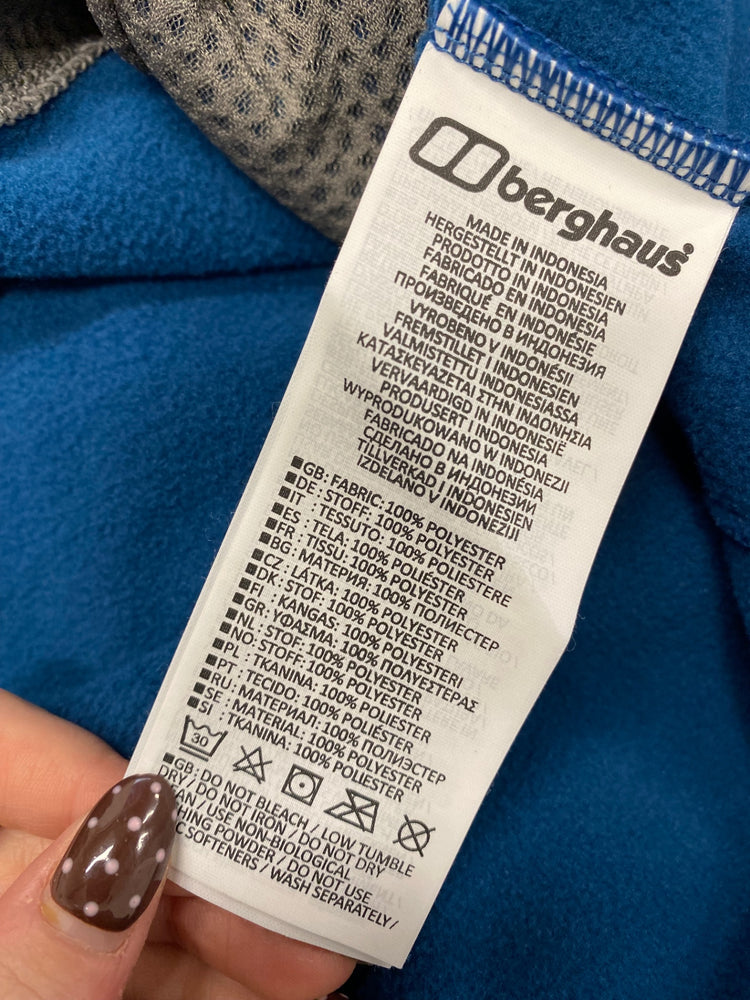 berghaus
MADE IN INDONESIA
HERGESTELLT IN INDONESIEN
PRODOTTO IN INDONESIA
FABRICADO EN INDONESIA
FABRIQUÉ EN INDONÉSIE
ПРОИЗВЕДЕНО В ИНДОНЕЗИЯ
VYROBENO V INDONÉSII
FREMSTILLET I INDONESIEN
VALMISTETTU INDONESIASSA
ΚΑΤΑΣΚΕΥΑΖΕΤΑΙ ΣΤΗΝ ΙΝΔΟΝΗΣΙΑ
VERVAARDIGD IN INDONESIË
PRODUSERT I INDONESIA
WYPRODUKOWANO W INDONEZJI
FABRICADO NA INDONÉSIA
СДЕЛАНО В ИНДОНЕЗИИ
TILLVERKAD I INDONESIEN
IZDELANO V INDONEZIJI
GB: FABRIC: 100% POLYESTER
DE : STOFF: 100% POLYESTER
IT : TESSUTO: 100% POLIESTERE
ES : TELA: 100% POLIÉSTER
FR : TISSU: 100% POLYESTER
BG : МАТЕРИЯ: 100% ПОЛИЕСТЕР
CZ : LÁTKA: 100% POLYESTER
DK : STOF: 100% POLYESTER
FI : KANGAS: 100% POLYESTERI
GR : ΥΦΑΣΜΑ: 100% ΠΟΛΥΕΣΤΕΡΑΣ
NL : STOF: 100% POLYESTER
NO : STOFF: 100% POLYESTER
PL : TKANINA: 100% POLYESTER
PT : TECIDO: 100% POLIÉSTER
RU : МАТЕРИАЛ: 100% ПОЛИЭСТЕР
SE : MATERIAL: 100% POLYESTER
SI : TKANINA: 100% POLIESTER
30
GB: DO NOT BLEACH / LOW TUMBLE
DRY / DO NOT IRON / DO NOT DRY
/ USE NON BIOLOGICAL
POWDER / DO NOT USE
SOFTENERS / WASH SEPARATELY /